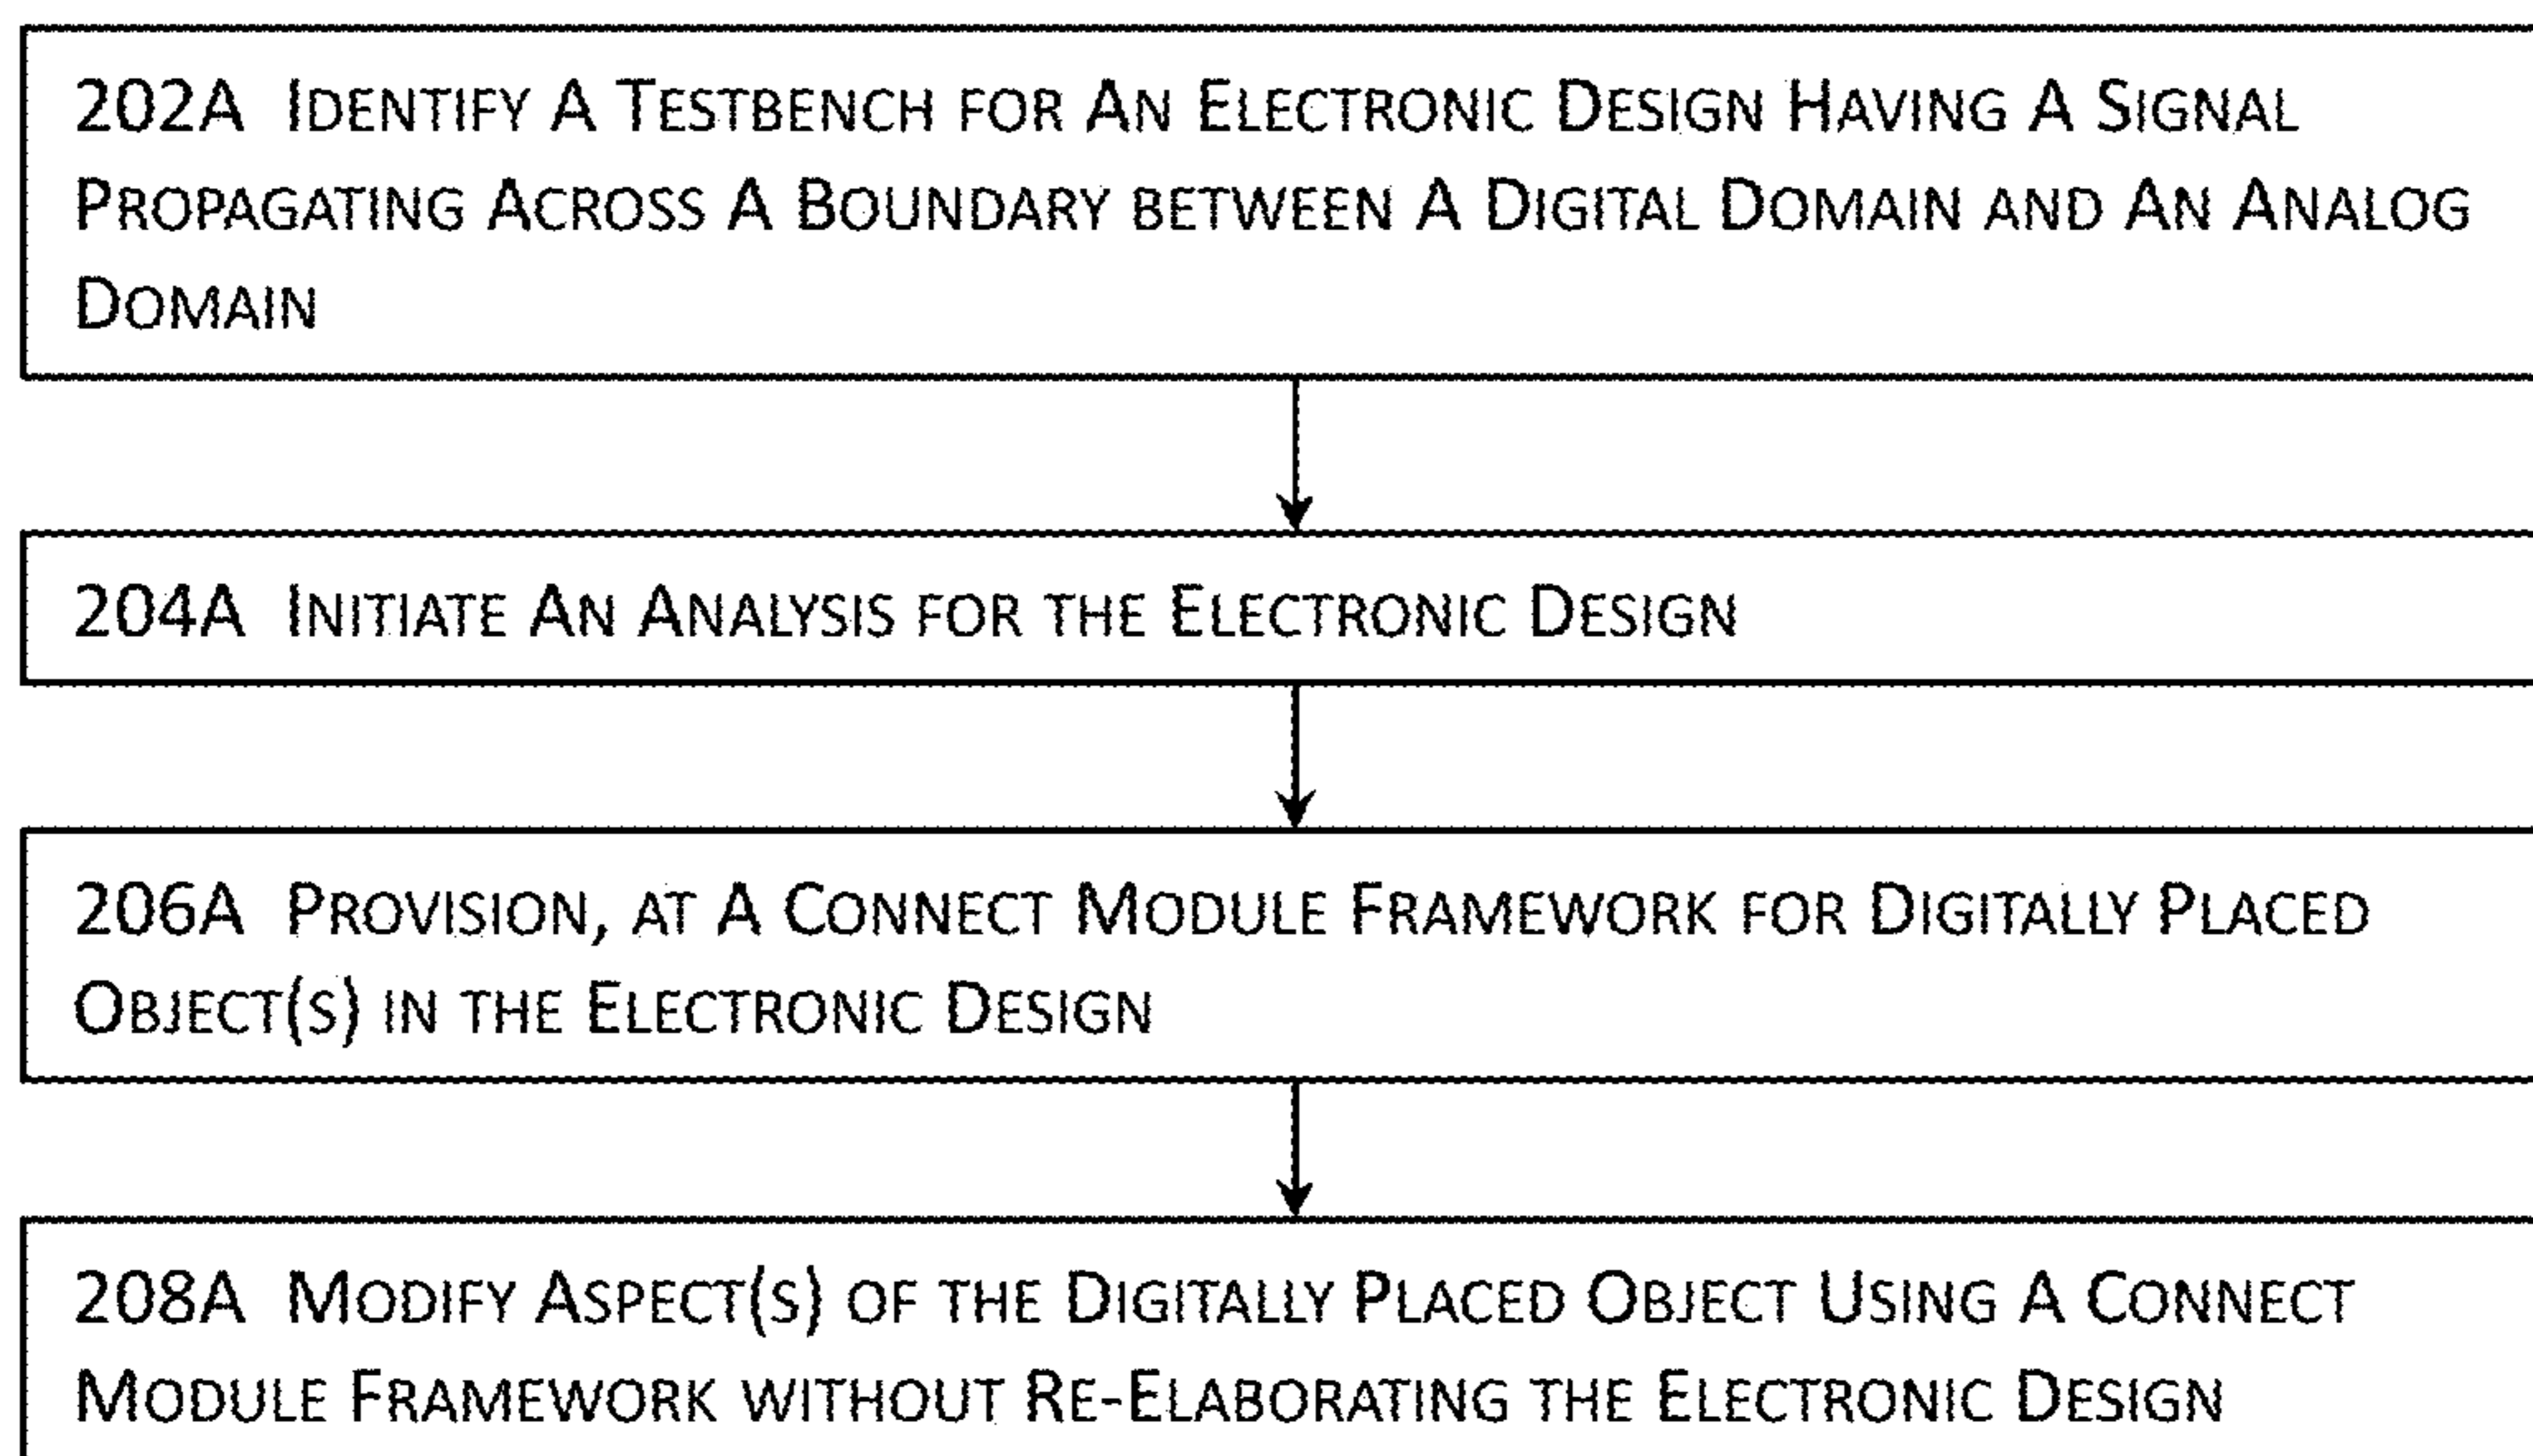 202A Identify A Testbench for An Electronic Design Having A Signal
Propagating Across A Boundary between A Digital Domain and An Analog
Domain
204A Initiate An Analysis for the Electronic Design
206A Provision, at A Connect Module Framework for Digitally Placed
Object(s) in the Electronic Design
208A Modify Aspect(s) of the Digitally Placed Object Using A Connect
Module Framework without Re-Elaborating the Electronic Design